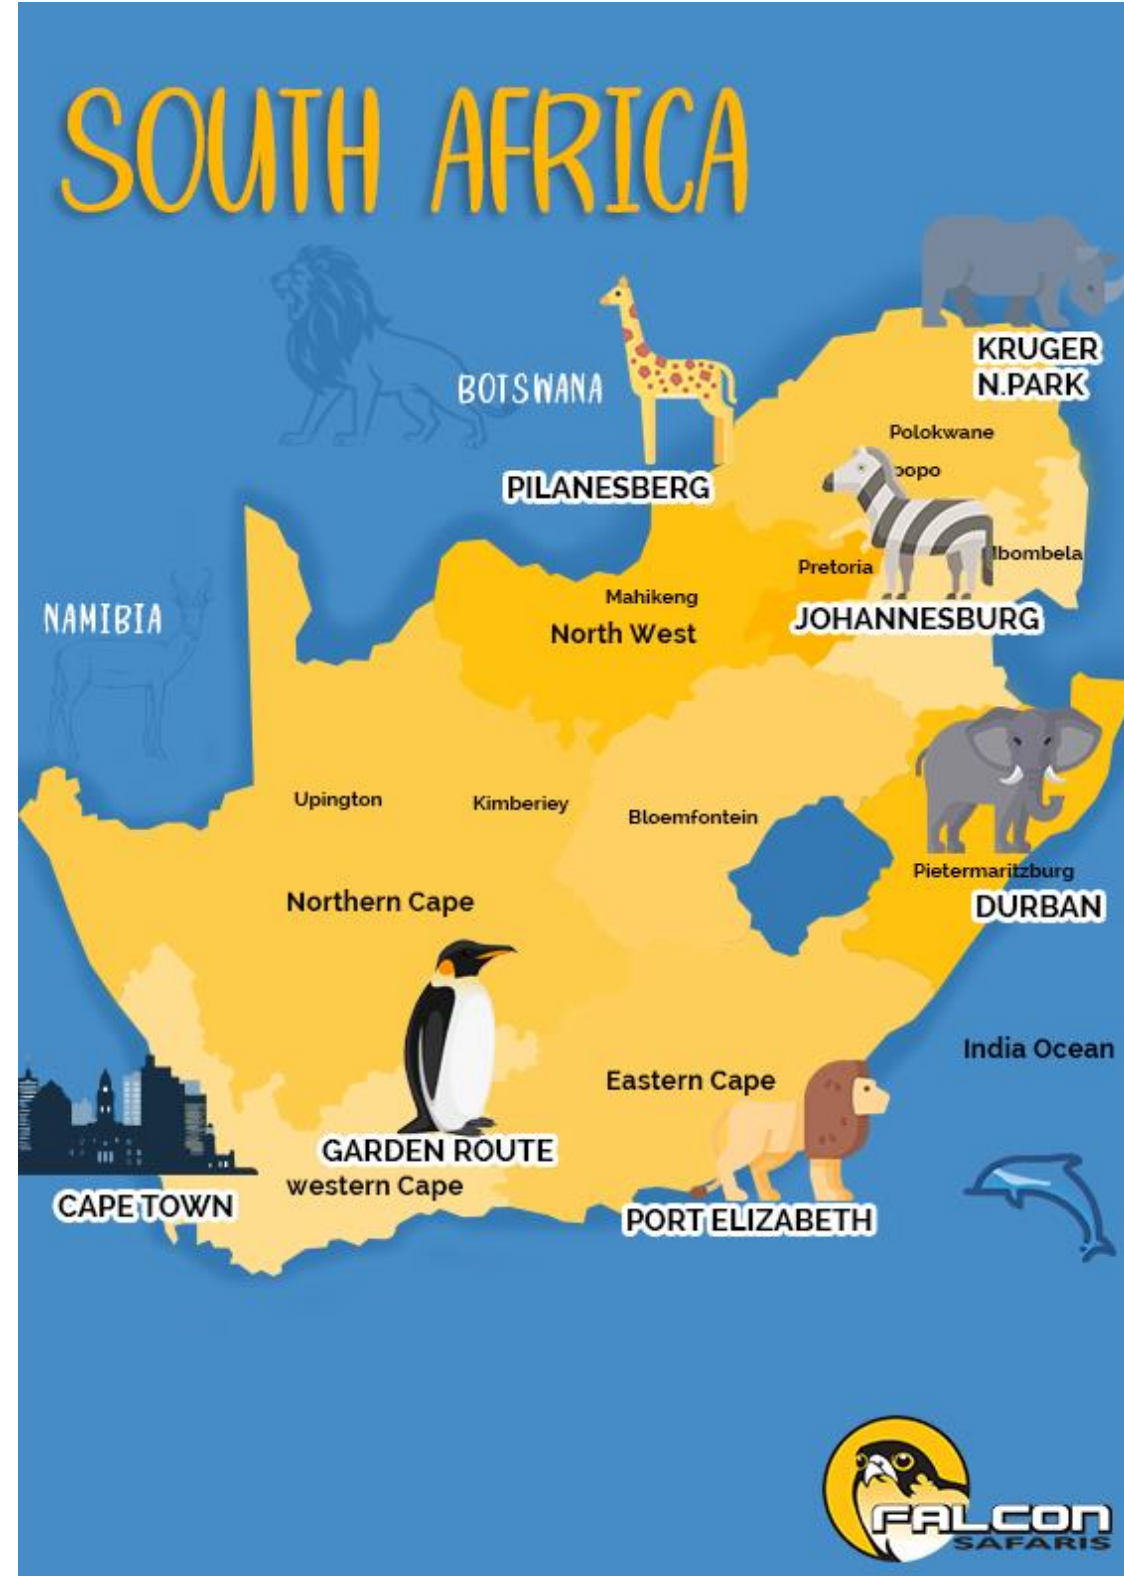 SOUTH AFRICA
KRUGER
N.PARK
BOTSWANA
Polokwane
PILANESBERG
Pretoria
Mahikeng
NAMIBIA
JOHANNESBURG
North West
Upington
Kimberiey
Bloemfontein
Pietermaritzburg
Northern Cape
DURBAN
India Ocean
Eastern Cape
GARDEN ROUTE
western Cape
CAPE TOWN
PORT ELIZABETH
FALCON
SAFARIS